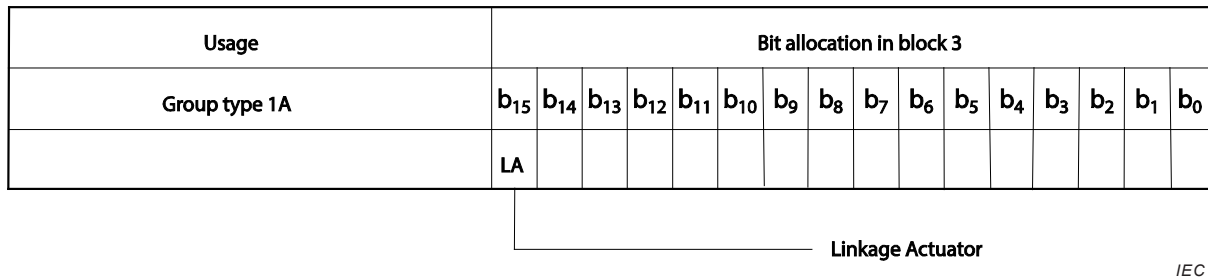 Usage Bit allocation in block 3
Group type 1A b15 b14 b13 b12 b11 b10 b9 b8 b7 b6 b5 b4 b3 b2 b1 b0
LA
Linkage Actuator
IEC